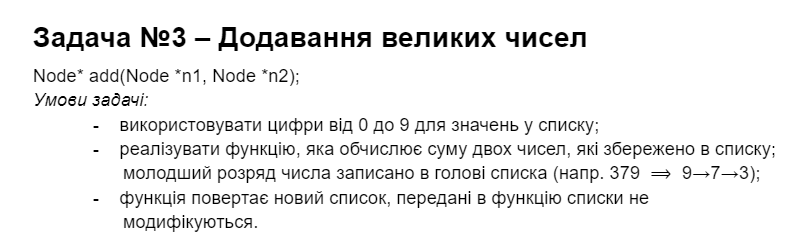 Задача №3 – Додавання великих чисел
Node* add(Node *n1, Node *n2);
Умови задачі:
- використовувати цифри від 0 до 9 для значень у списку;
- реалізувати функцію, яка обчислює суму двох чисел, які збережено в списку;
молодший розряд числа записано в голові списка (напр. 379 ⟹ 9→7→3);
- функція повертає новий список, передані в функцію списки не
модифікуються.